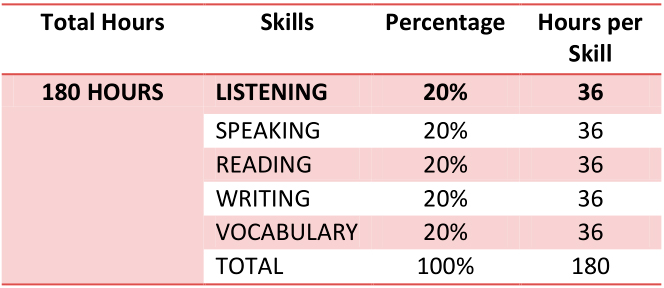 Total Hours Skills Percentage Hours per
Skill
180 HOURS LISTENING 20% 36
SPEAKING 20% 36
READING 20% 36
WRITING 20% 36
VOCABULARY 20% 36
TOTAL 100% 180